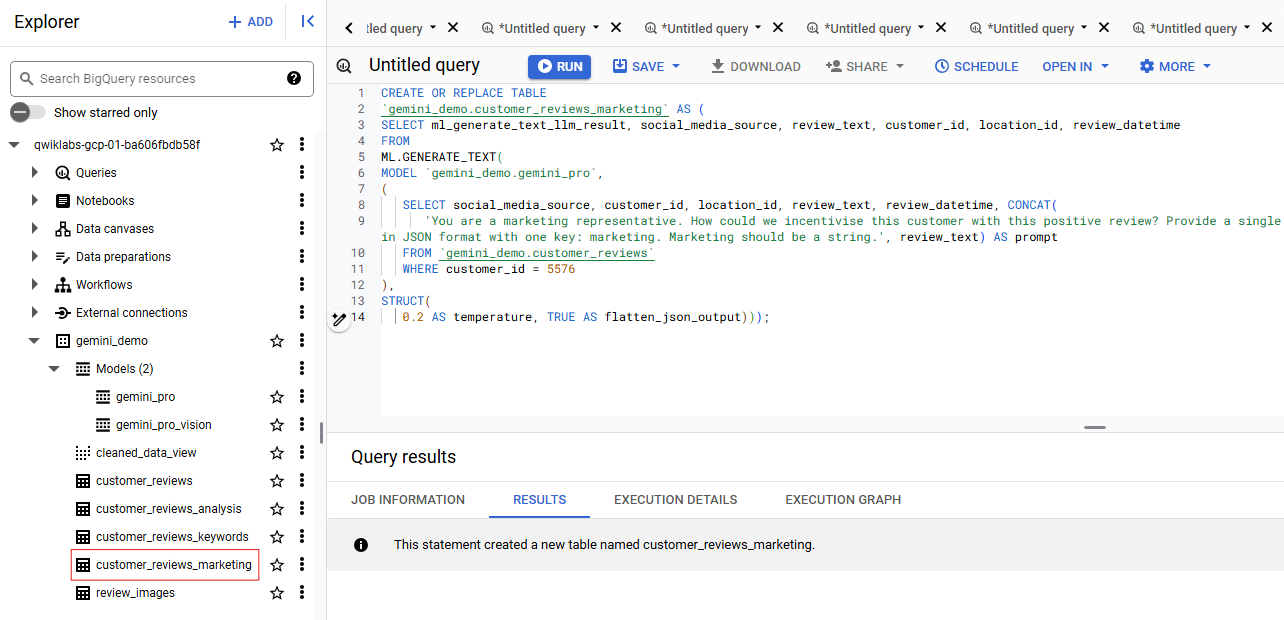 Explorer
+ ADD
Search BigQuery resources
?
Show starred only
qwiklabs-gcp-01-ba606fbdb58f
Queries
Notebooks
Data canvases
Data preparations
Workflows
External connections
gemini_demo
Models (2)
gemini_pro
gemini_pro_vision
cleaned_data_view
customer_reviews
customer_reviews_analysis
customer_reviews_keywords
customer_reviews_marketing
review_images
tled query
*Untitled query
*Untitled query
*Untitled query
*Untitled query
*Untitled query
Untitled query
RUN
SAVE
DOWNLOAD
SHARE
SCHEDULE
OPEN IN
MORE
1 CREATE OR REPLACE TABLE
2 `gemini_demo.customer_reviews_marketing` AS (
3 SELECT ml_generate_text_llm_result, social_media_source, review_text, customer_id, location_id, review_datetime
4 FROM
5 ML.GENERATE_TEXT(
6 MODEL `gemini_demo.gemini_pro`,
7 (
8 SELECT social_media_source, customer_id, location_id, review_text, review_datetime, CONCAT(
9 'You are a marketing representative. How could we incentivise this customer with this positive review? Provide a single
in JSON format with one key: marketing. Marketing should be a string.', review_text) AS prompt
10 FROM `gemini_demo.customer_reviews`
11 WHERE customer_id = 5576
12 ),
13 STRUCT(
14 0.2 AS temperature, TRUE AS flatten_json_output)));
Query results
JOB INFORMATION
RESULTS
EXECUTION DETAILS
EXECUTION GRAPH
This statement created a new table named customer_reviews_marketing.